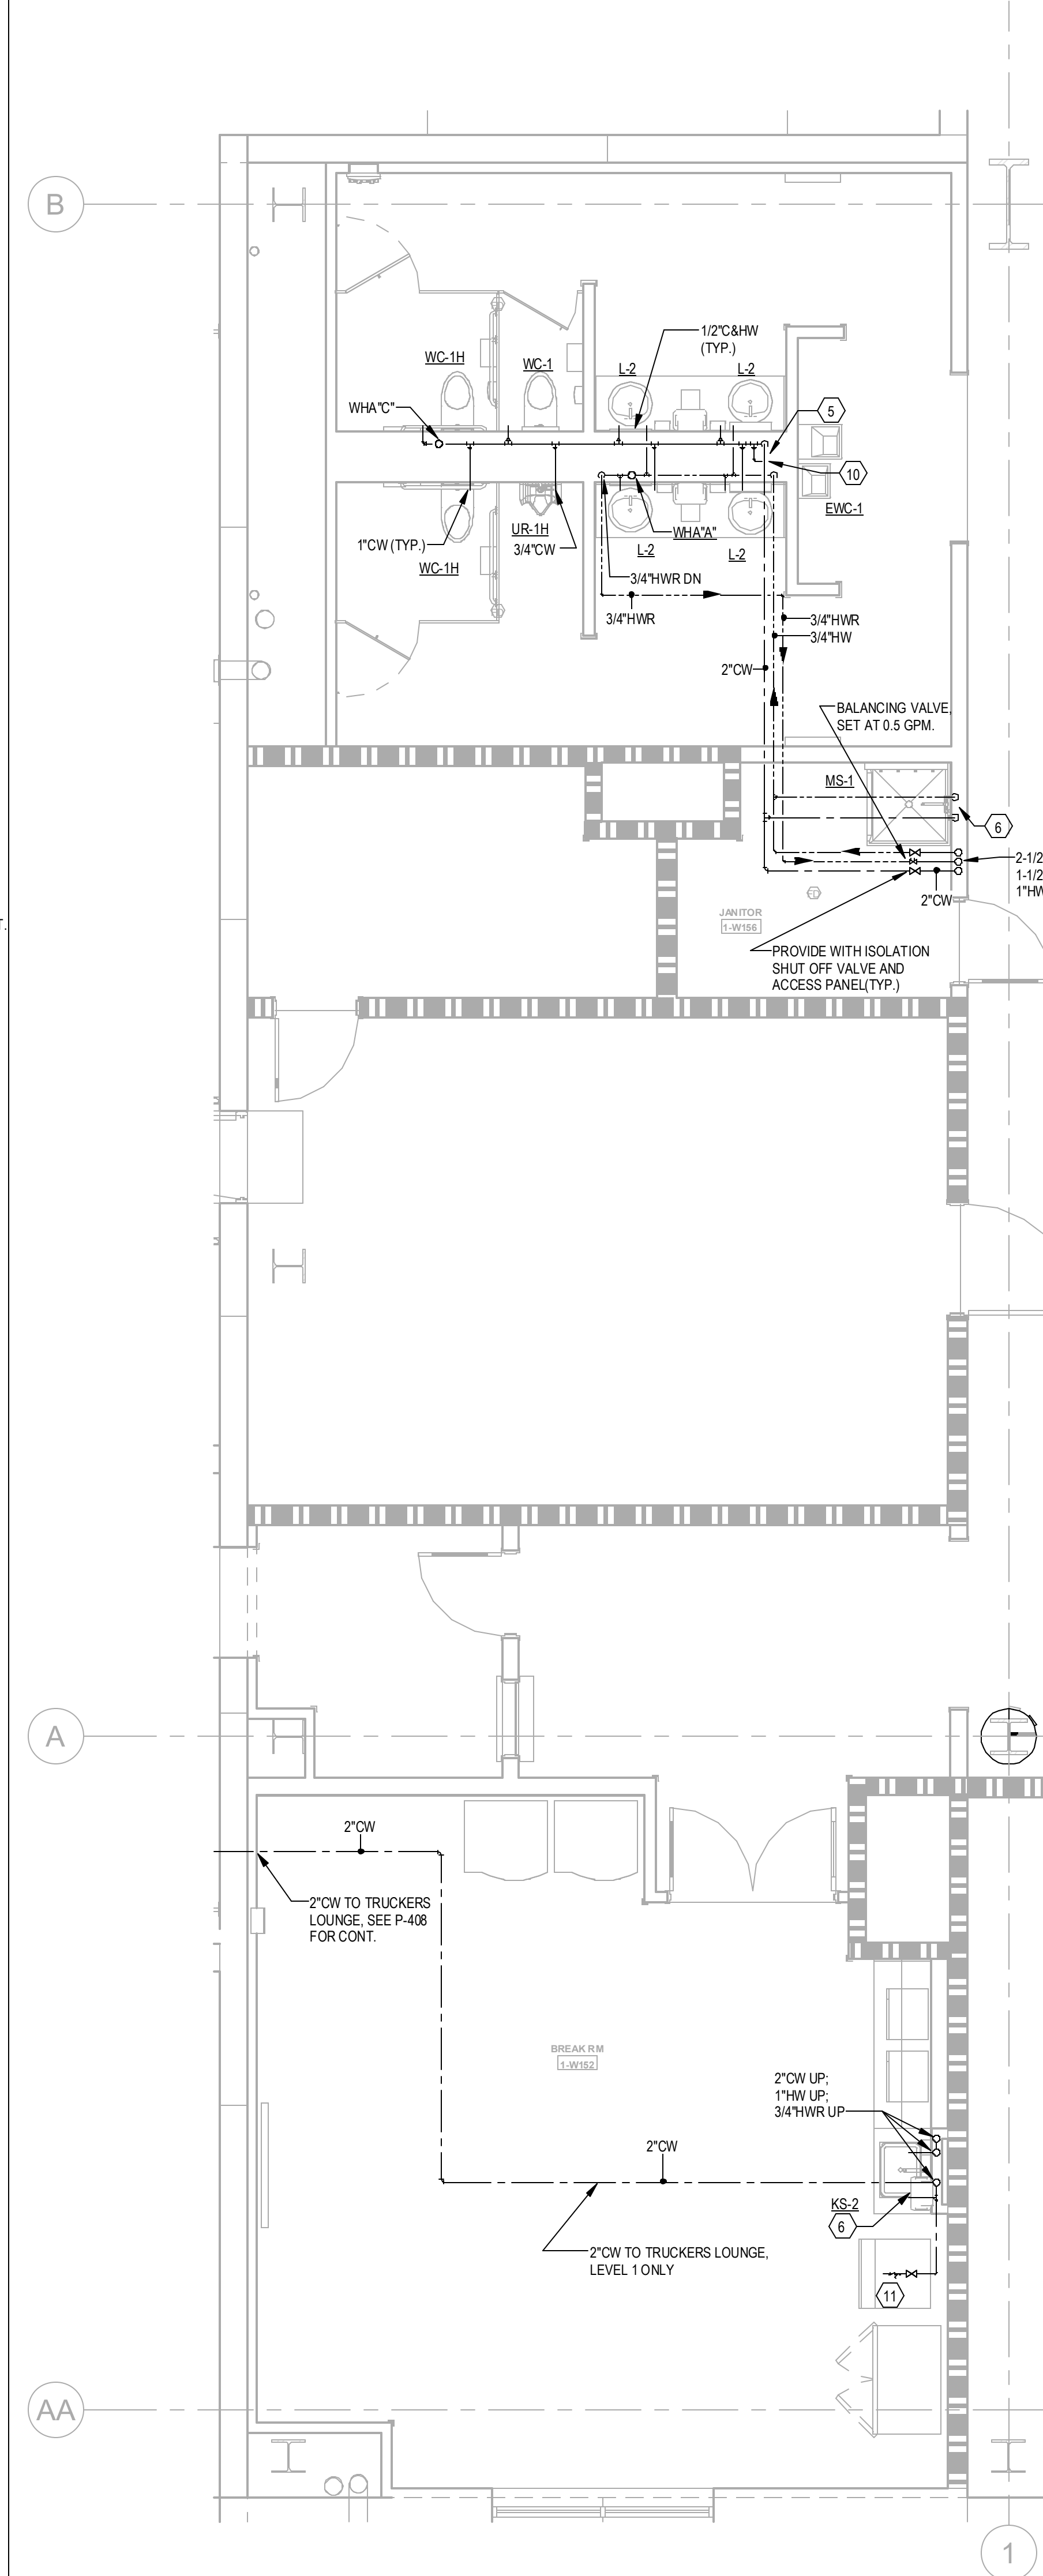 B
1/2"C&HW
(TYP.)
WC-1H
WC-1
L-2
L-2
WHA"C"
5
10
EWC-1
UR-1H
1"CW (TYP.)
3/4"CW
WHA"A"
WC-1H
L-2
L-2
3/4"HWR DN
3/4"HWR
3/4"HWR
3/4"HW
2"CW
BALANCING VALVE,
SET AT 0.5 GPM.
MS-1
6
2-1/2
1-1/2
1"HW
2"CW
FD
JANITOR
1-W156
T.
PROVIDE WITH ISOLATION
SHUT OFF VALVE AND
ACCESS PANEL(TYP.)
A
2"CW
2"CW TO TRUCKERS
LOUNGE, SEE P-408
FOR CONT.
BREAK RM
1-W152
2"CW UP;
1"HW UP;
3/4"HWR UP
2"CW
KS-2
6
2"CW TO TRUCKERS LOUNGE,
LEVEL 1 ONLY
11
AA
1